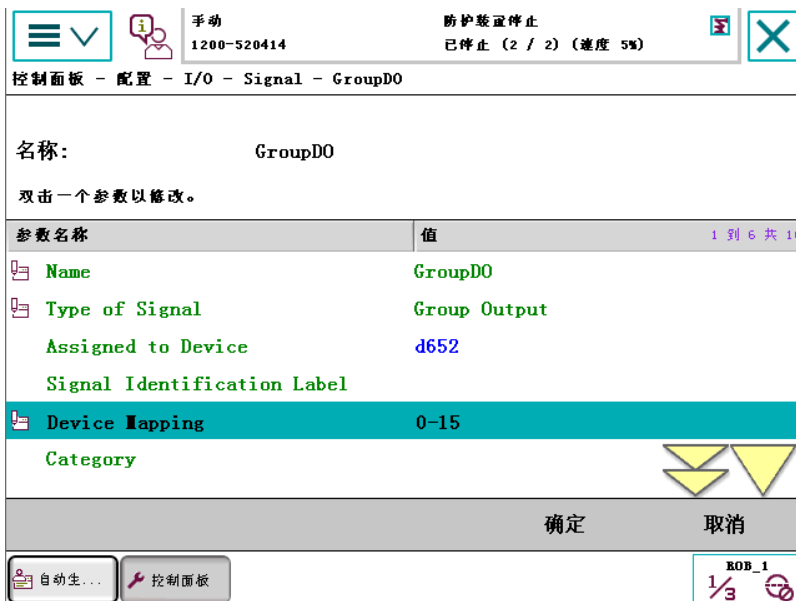 手动
1200-520414
防护装置停止
已停止 (2 / 2) (速度 5%)
控制面板 - 配置 - I/O - Signal - GroupDO
名称: GroupDO
双击一个参数以修改。
参数名称 值 1 到 6 共 10
Name GroupDO
Type of Signal Group Output
Assigned to Device d652
Signal Identification Label
Device Mapping 0-15
Category
确定 取消
自动生... 控制面板 ROB_1
1/3